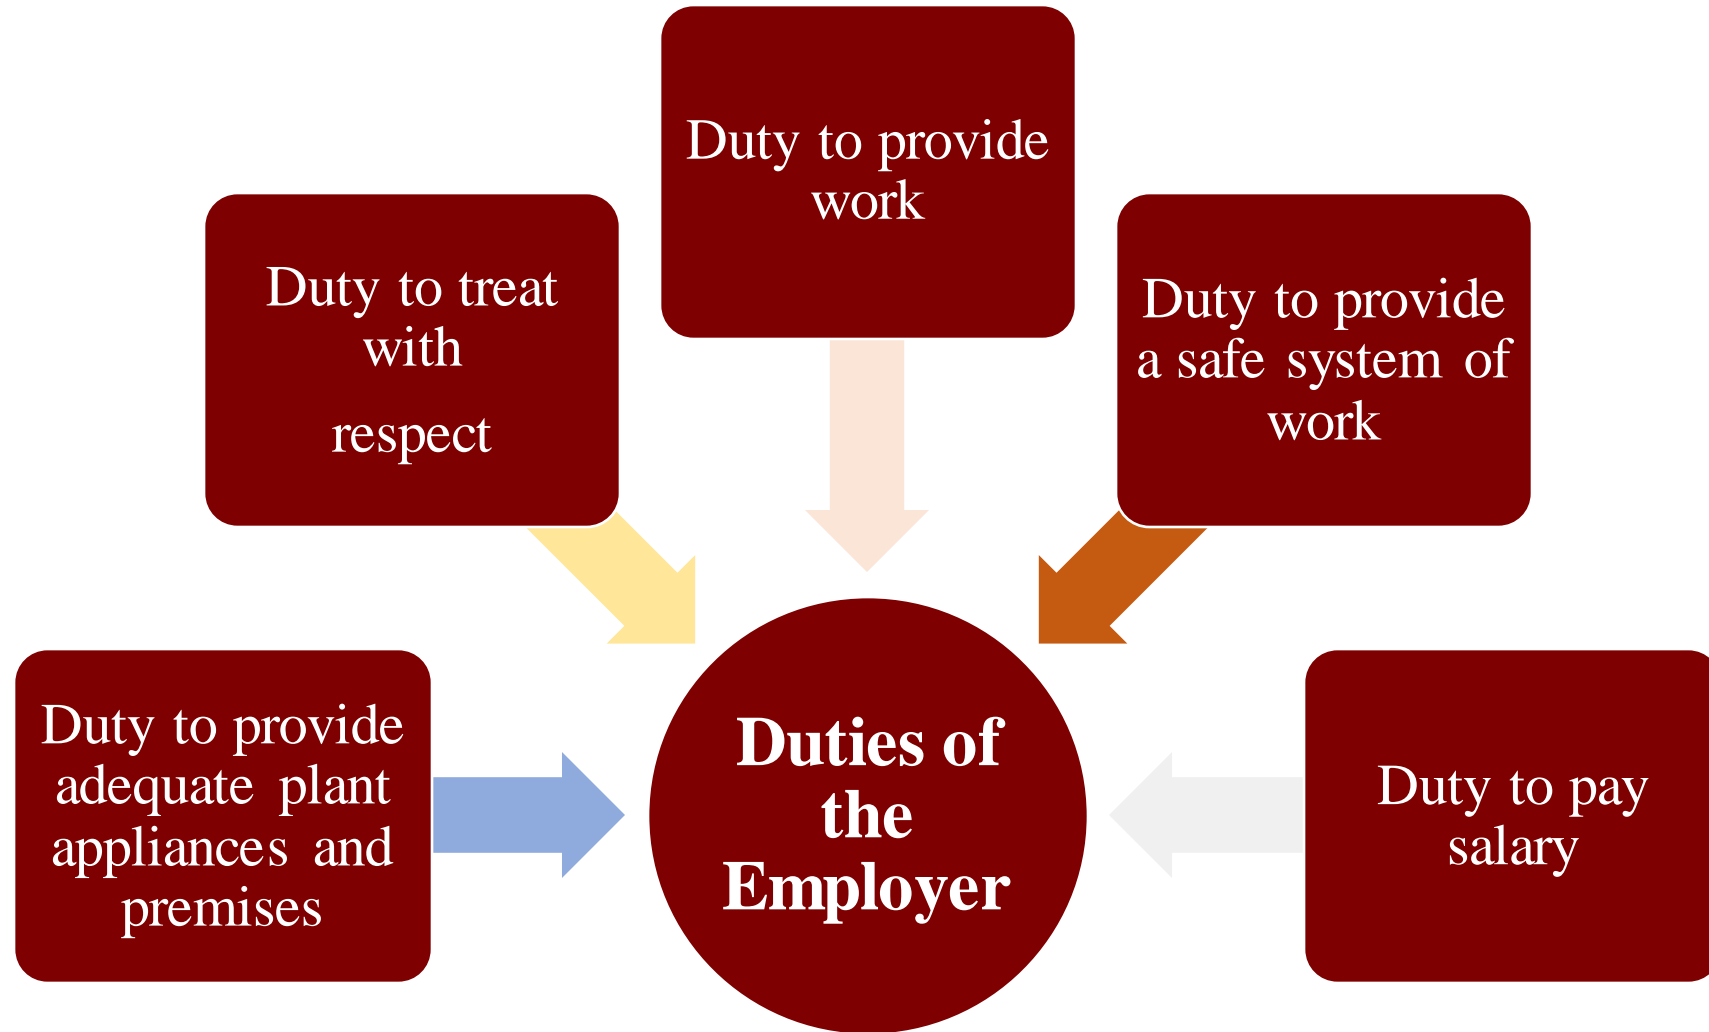 Duty to provide
work
Duty to treat
with
respect
Duty to provide
a safe system of
work
Duty to provide
adequate plant
appliances and
premises
Duties of
the
Employer
Duty to pay
salary